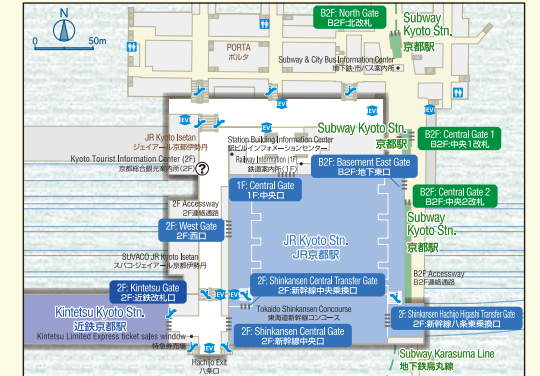 N
0 50m
PORTA
ポルタ
B2F: North Gate
B2F:北改札
Subway
Kyoto Stn.
京都駅
Subway & City Bus Information Center
地下鉄・市バス案内所
JR Kyoto Isetan
ジェイアール京都伊勢丹
Station Building Information Center
駅ビルインフォメーションセンター
Subway Kyoto Stn.
京都駅
B2F: Central Gate 1
B2F:中央1改札
Kyoto Tourist Information Center (2F)
京都総合観光案内所(2F)
?
Railway Information (1F)
鉄道案内所(1F)
B2F: Basement East Gate
B2F:地下東口
1F: Central Gate
1F:中央口
B2F: Central Gate 2
B2F:中央2改札
2F Accessway
2F連絡通路
Subway
Kyoto Stn.
京都駅
2F: West Gate
2F:西口
JR Kyoto Stn.
JR京都駅
SUVACO JR Kyoto Isetan
スバコ・ジェイアール京都伊勢丹
B2F Accessway
B2F連絡通路
2F: Kintetsu Gate
2F:近鉄改札口
2F: Shinkansen Central Transfer Gate
2F:新幹線中央乗換口
EV
EV
EV
EV
EV
EV
EV
Kintetsu Kyoto Stn.
近鉄京都駅
Tokaido Shinkansen Concourse
東海道新幹線コンコース
2F: Shinkansen Hachijo Higashi Transfer Gate
2F:新幹線八条東乗換口
2F: Shinkansen Central Gate
2F:新幹線中央口
Kintetsu Limited Express ticket sales window
特急券売場
Hachijo Exit
八条口
Subway Karasuma Line
地下鉄烏丸線